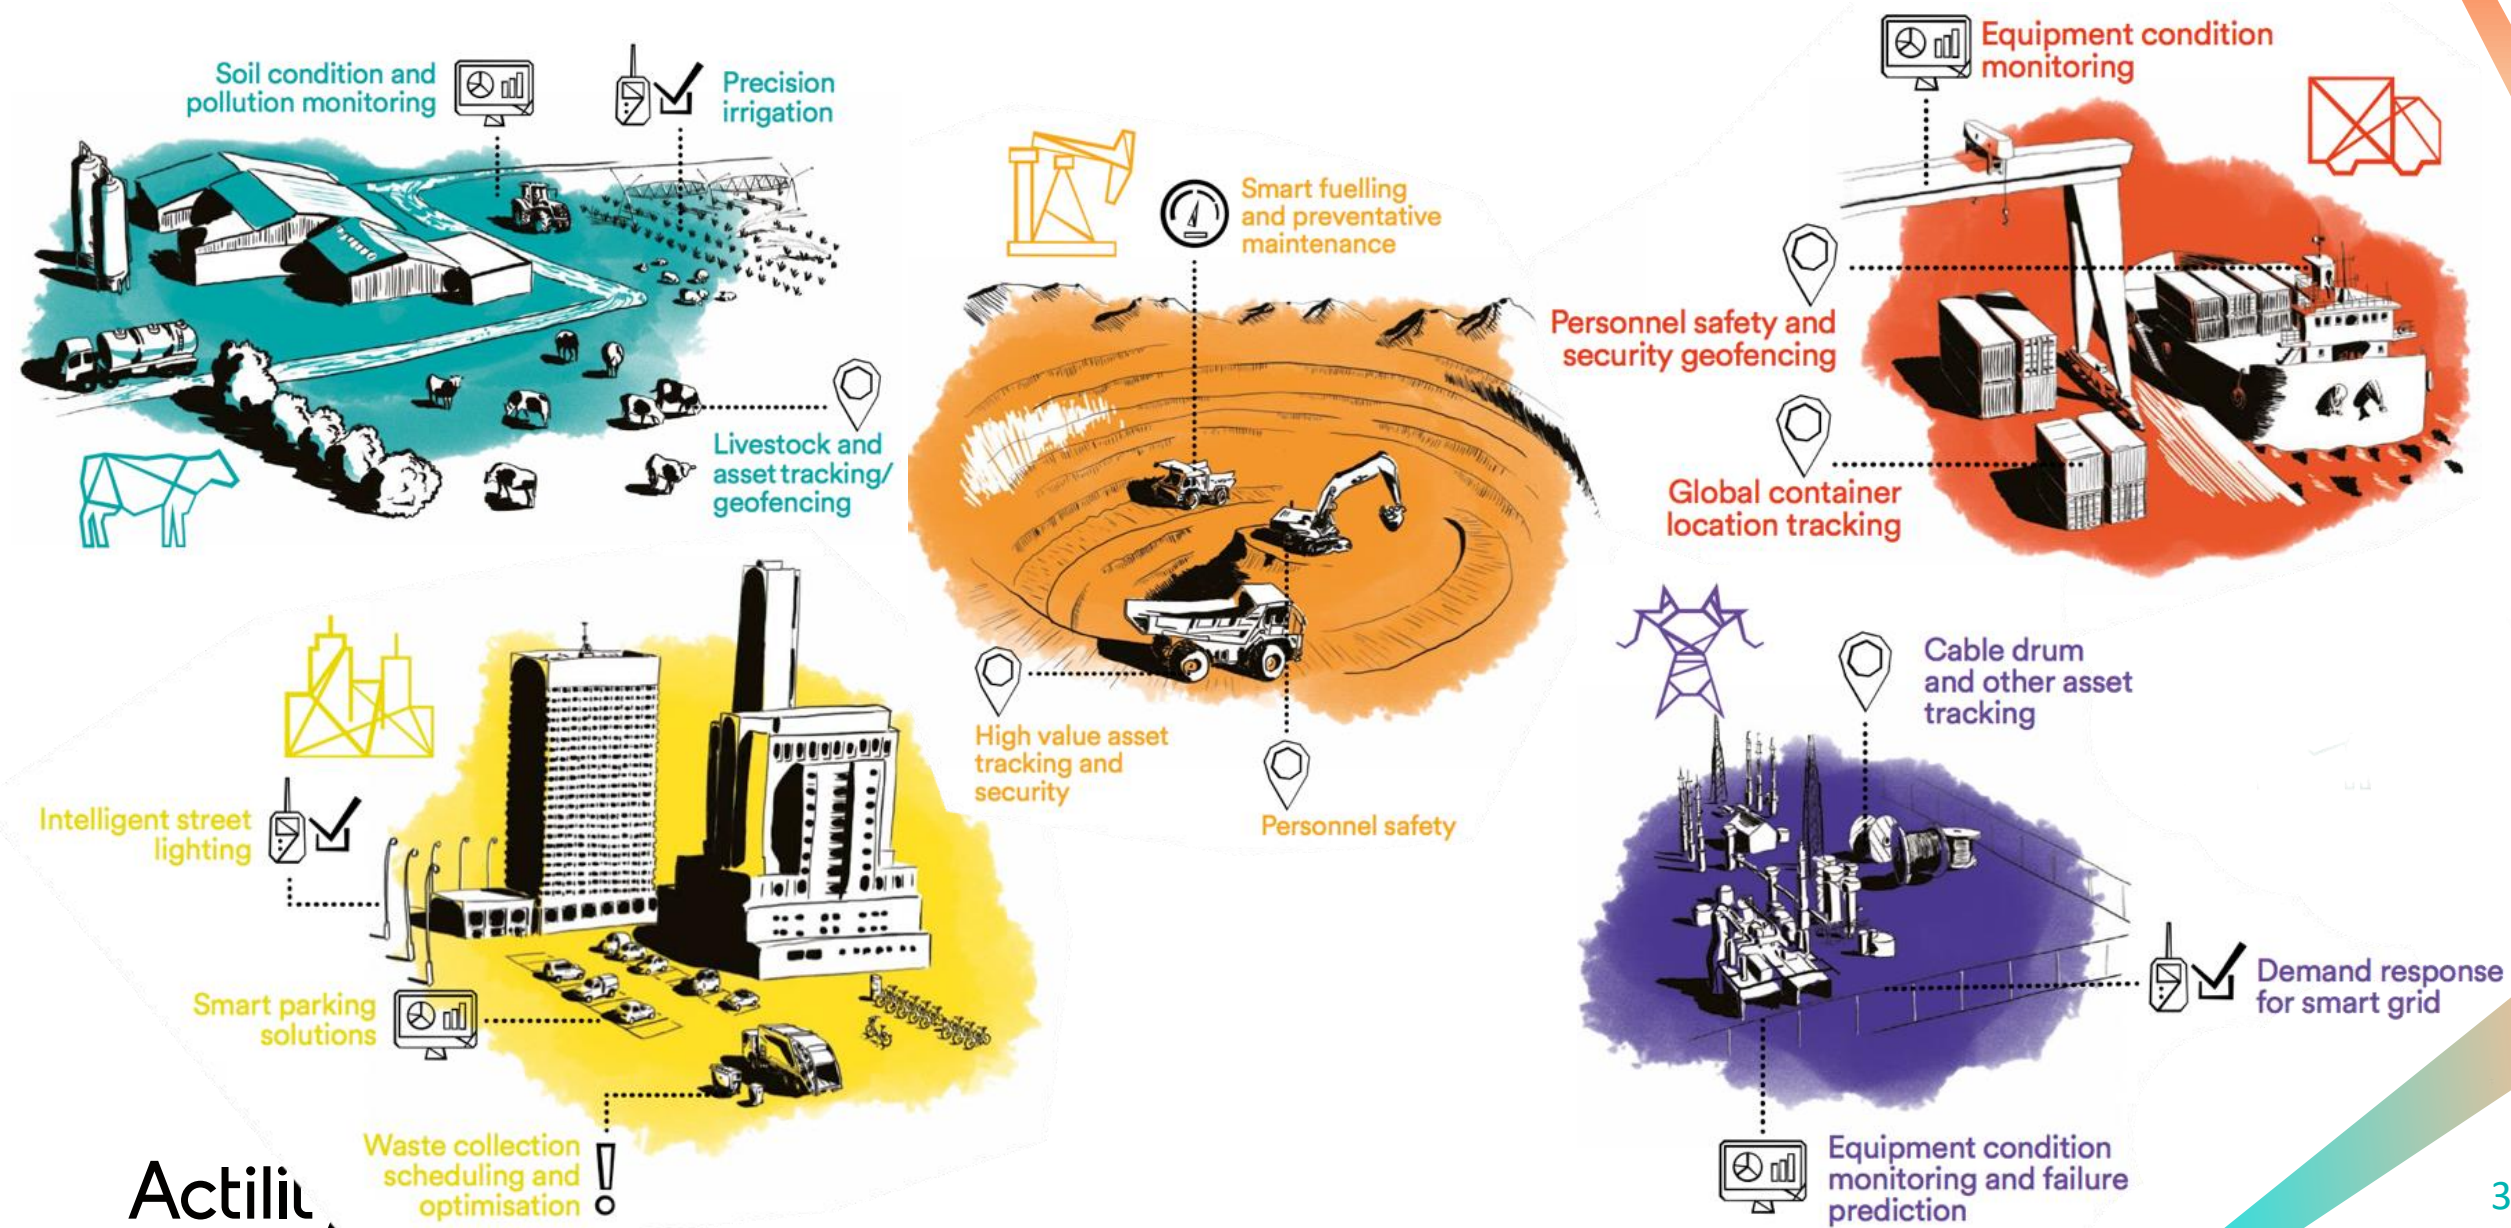 Soil condition and
pollution monitoring
Precision
irrigation
Livestock and
asset tracking/
geofencing
Smart fuelling
and preventative
maintenance
High value asset
tracking and
security
Personnel safety
Equipment condition
monitoring
Personnel safety and
security geofencing
Global container
location tracking
Intelligent street
lighting
Smart parking
solutions
Waste collection
scheduling and
optimisation
Cable drum
and other asset
tracking
Demand response
for smart grid
Equipment condition
monitoring and failure
prediction
3